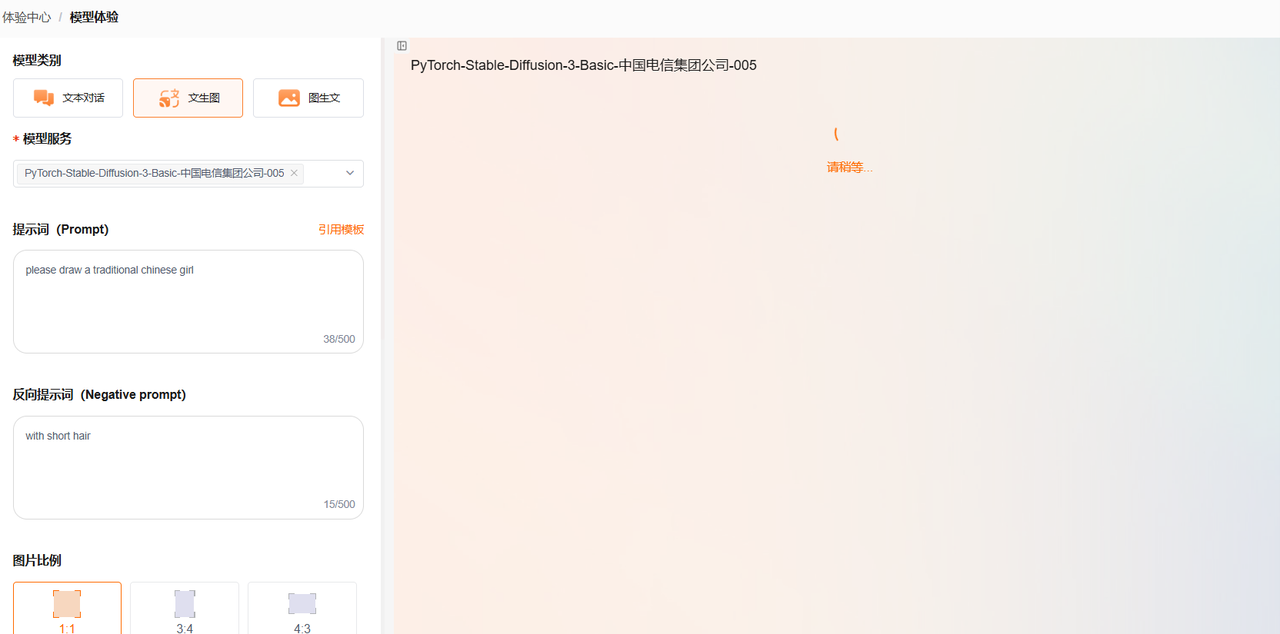 体验中心 / 模型体验
模型类别
文本对话 文生图 图生文
* 模型服务
PyTorch-Stable-Diffusion-3-Basic-中国电信集团公司-005 ×
提示词（Prompt） 引用模板
please draw a traditional chinese girl
38/500
反向提示词（Negative prompt）
with short hair
15/500
图片比例
1:1 3:4 4:3
PyTorch-Stable-Diffusion-3-Basic-中国电信集团公司-005
请稍等...